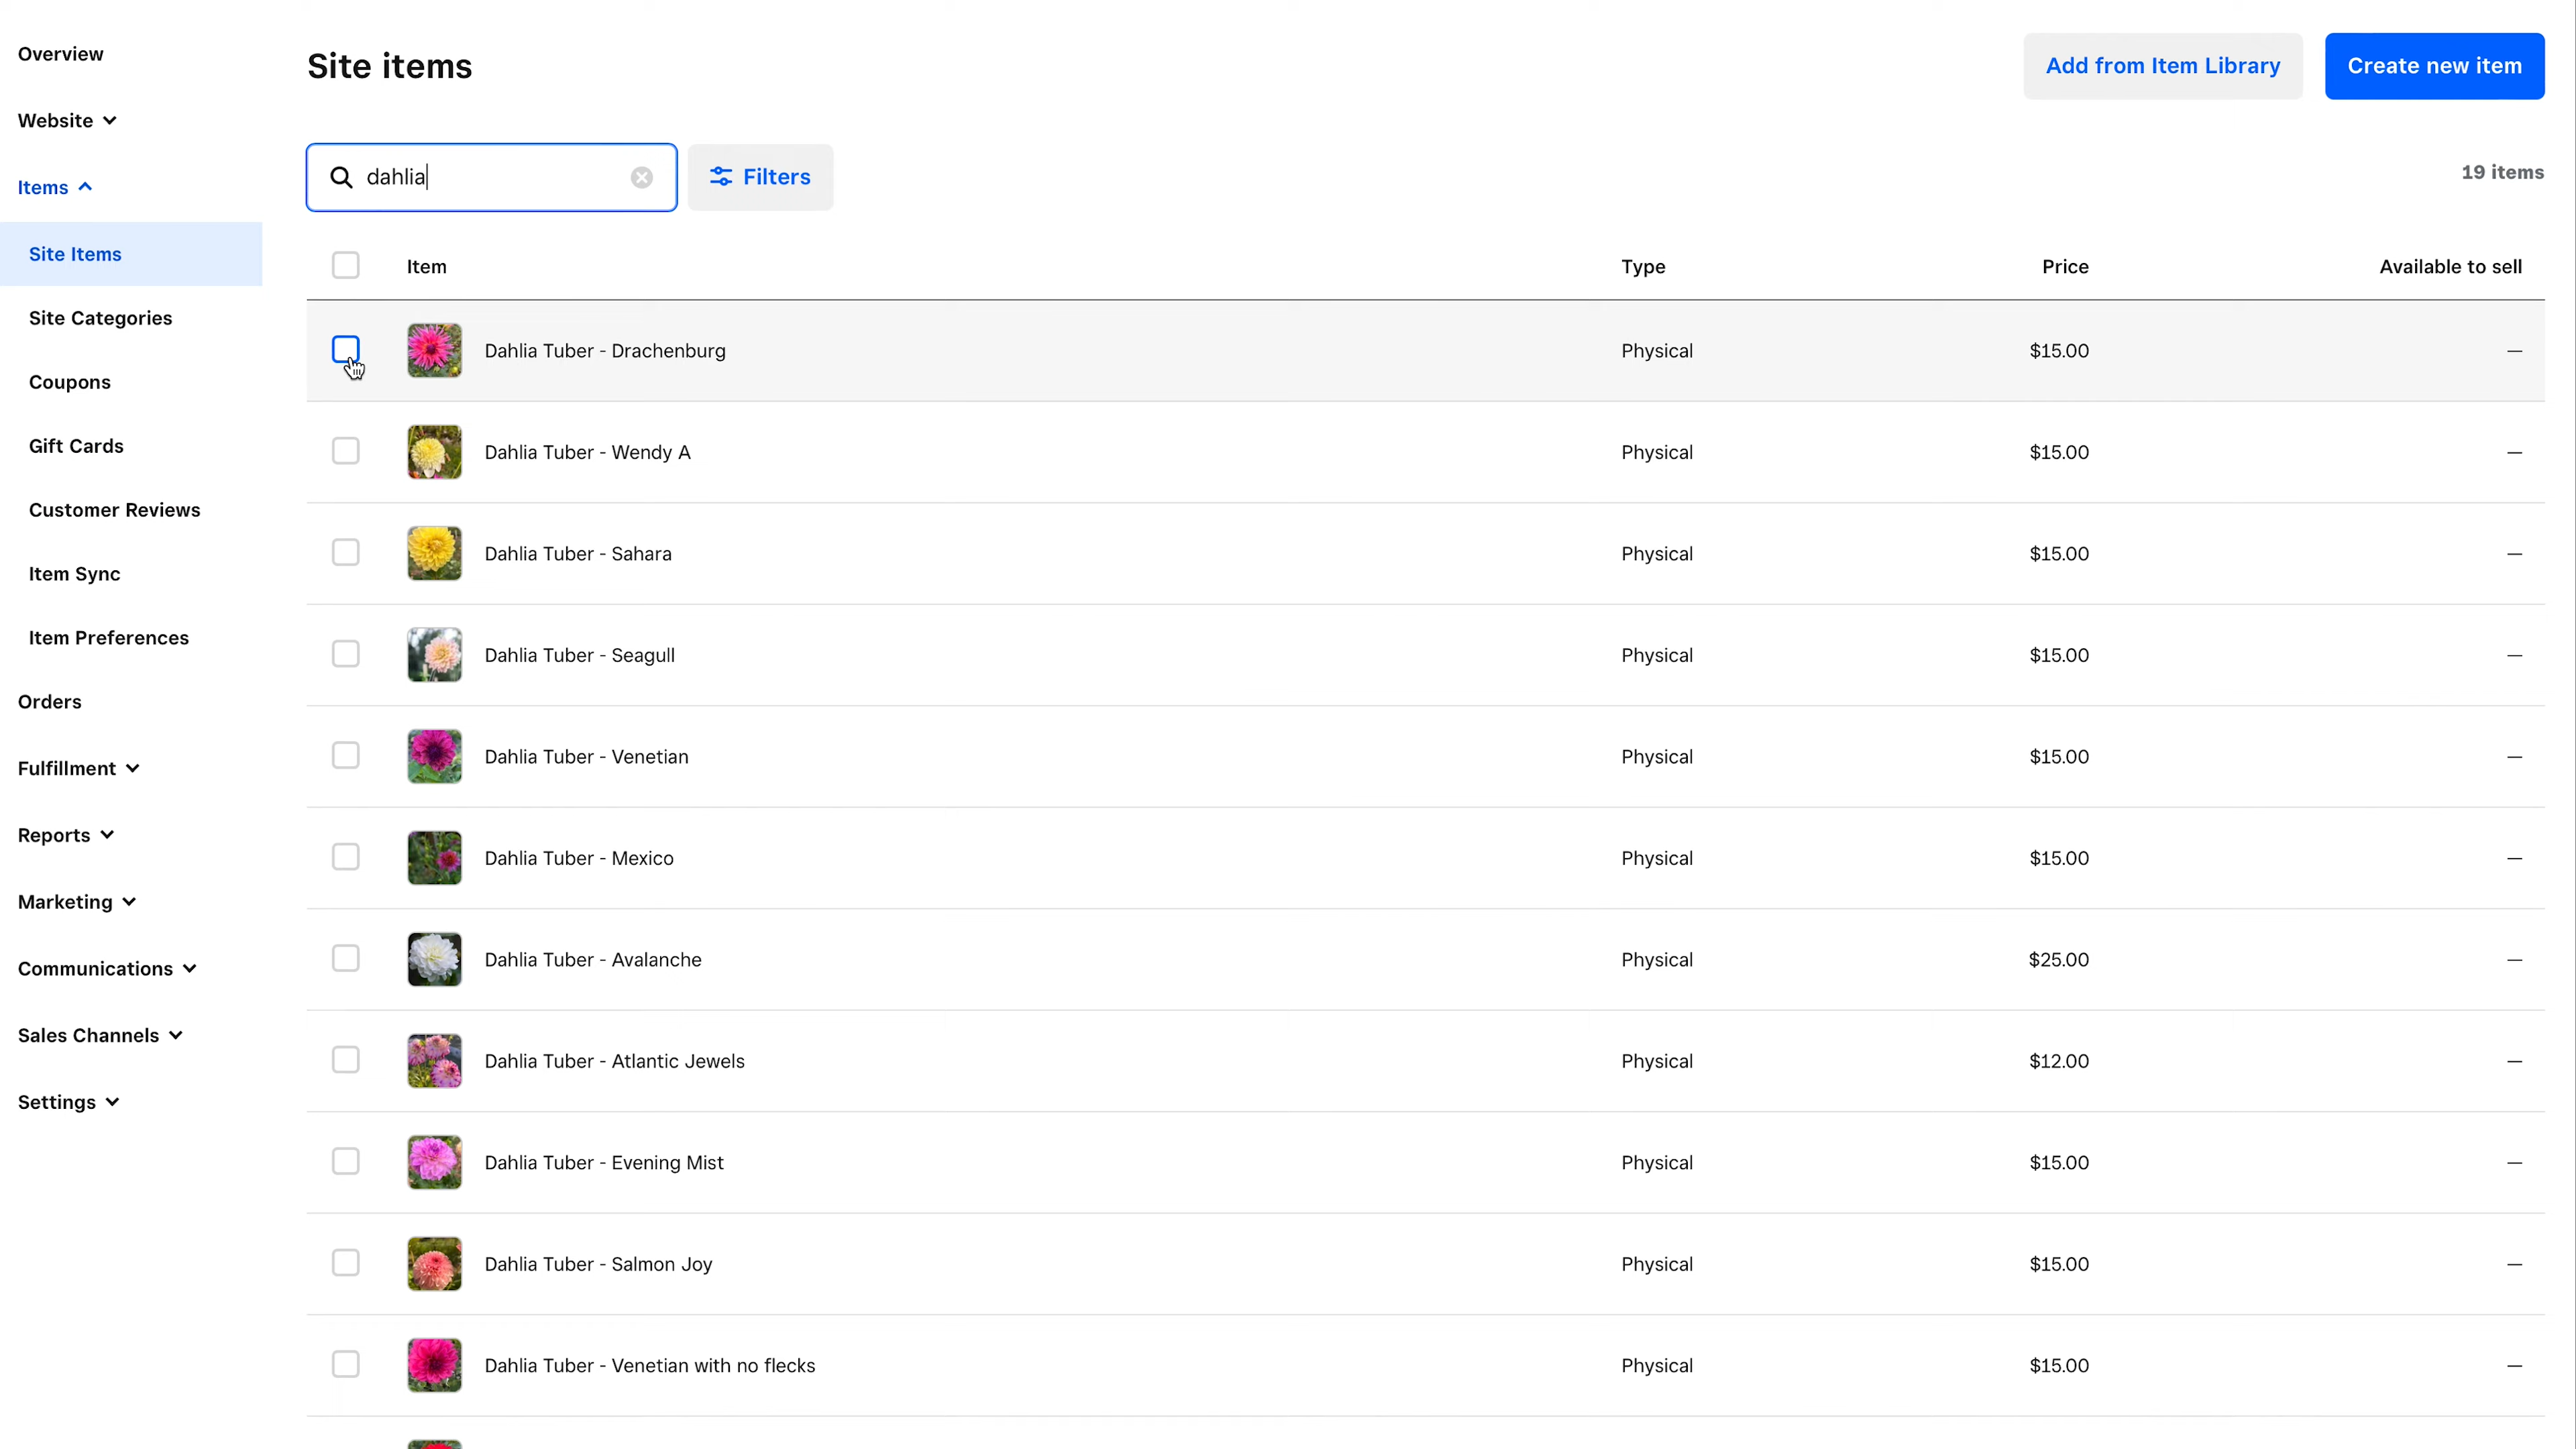 Overview
Website
Items
Site Items
Site Categories
Coupons
Gift Cards
Customer Reviews
Item Sync
Item Preferences
Orders
Fulfillment
Reports
Marketing
Communications
Sales Channels
Settings
Site items
Add from Item Library
Create new item
dahlia
Filters
19 items
Item Type Price Available to sell
Dahlia Tuber - Drachenburg Physical $15.00 —
Dahlia Tuber - Wendy A Physical $15.00 —
Dahlia Tuber - Sahara Physical $15.00 —
Dahlia Tuber - Seagull Physical $15.00 —
Dahlia Tuber - Venetian Physical $15.00 —
Dahlia Tuber - Mexico Physical $15.00 —
Dahlia Tuber - Avalanche Physical $25.00 —
Dahlia Tuber - Atlantic Jewels Physical $12.00 —
Dahlia Tuber - Evening Mist Physical $15.00 —
Dahlia Tuber - Salmon Joy Physical $15.00 —
Dahlia Tuber - Venetian with no flecks Physical $15.00 —